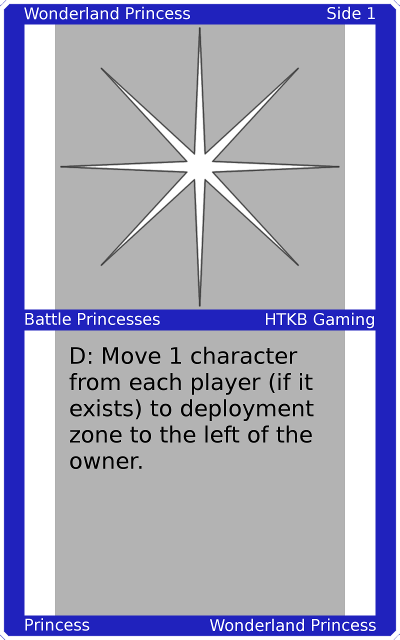 Wonderland Princess Side 1
Battle Princesses HTKB Gaming
D: Move 1 character
from each player (if it
exists) to deployment
zone to the left of the
owner.
Princess Wonderland Princess